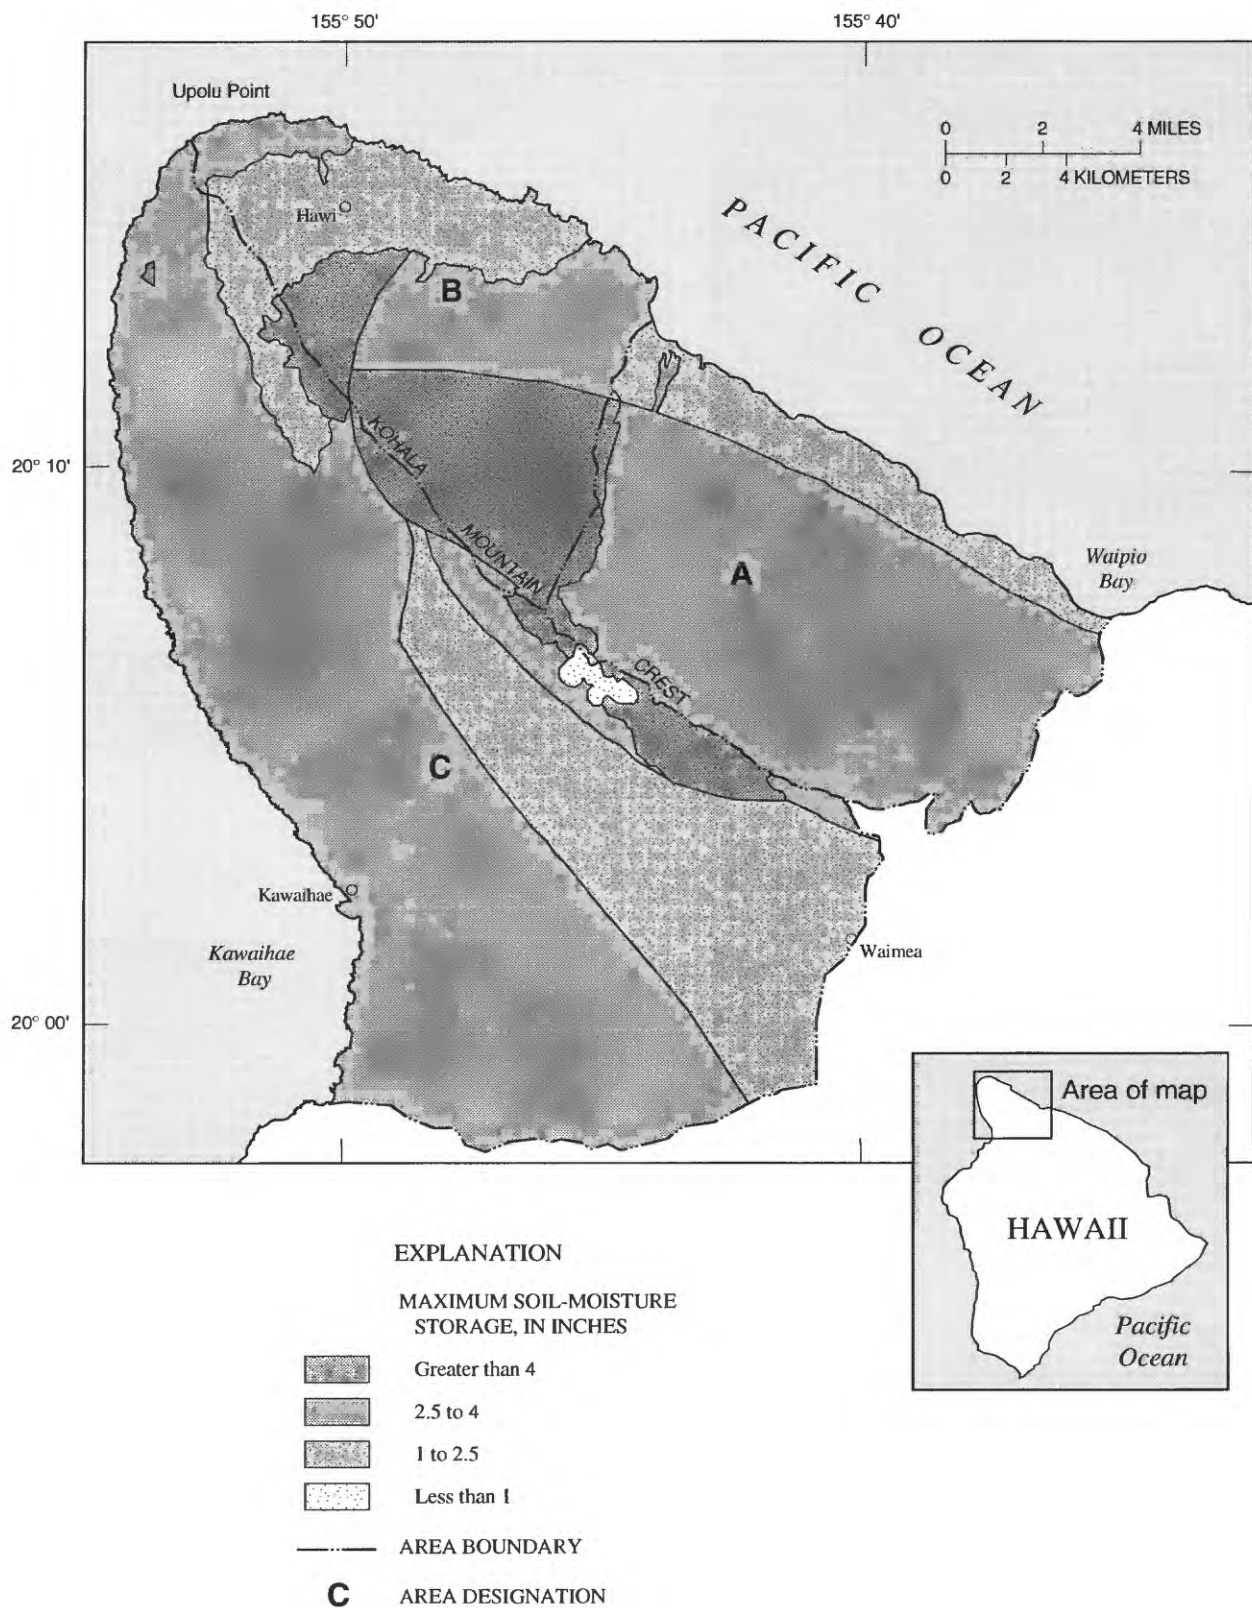 155° 50'
155° 40'
Upolu Point
0 2 4 MILES
0 2 4 KILOMETERS
PACIFIC OCEAN
Hawi
B
KOHALA
MOUNTAIN
CREST
20° 10'
A
Waipio
Bay
C
Kawaihae
Kawaihae
Bay
Waimea
20° 00'
Area of map
HAWAII
Pacific
Ocean
EXPLANATION
MAXIMUM SOIL-MOISTURE
STORAGE, IN INCHES
Greater than 4
2.5 to 4
1 to 2.5
Less than 1
AREA BOUNDARY
C AREA DESIGNATION